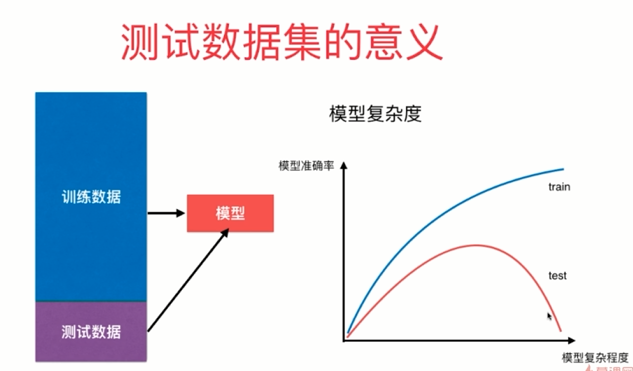 测试数据集的意义
训练数据
测试数据
模型
模型复杂度
模型准确率
train
test
模型复杂程度